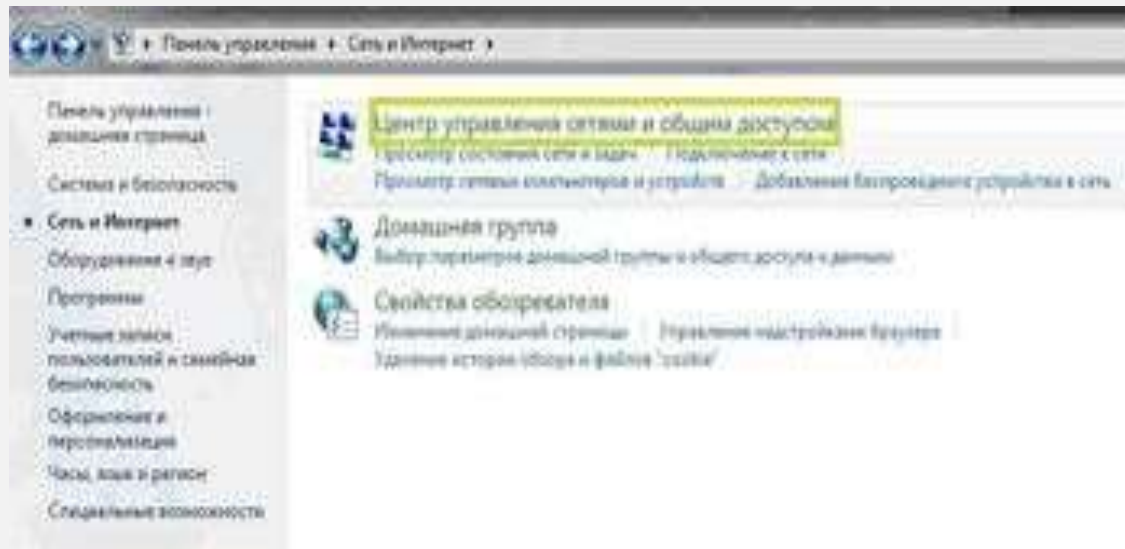 Панель управления ▸ Сеть и Интернет ▸
Панель управления -
домашняя страница
Система и безопасность
Сеть и Интернет
Оборудование и звук
Программы
Учетные записи
пользователей и семейная
безопасность
Оформление и
персонализация
Часы, язык и регион
Специальные возможности
Центр управления сетями и общим доступом
Просмотр состояния сети и задач Подключение к сети
Просмотр сетевых компьютеров и устройств Добавление беспроводного устройства в сеть
Домашняя группа
Выбор параметров домашней группы и общего доступа к данным
Свойства обозревателя
Изменение домашней страницы Управление надстройками браузера
Удаление истории обзора и файлов "cookie"